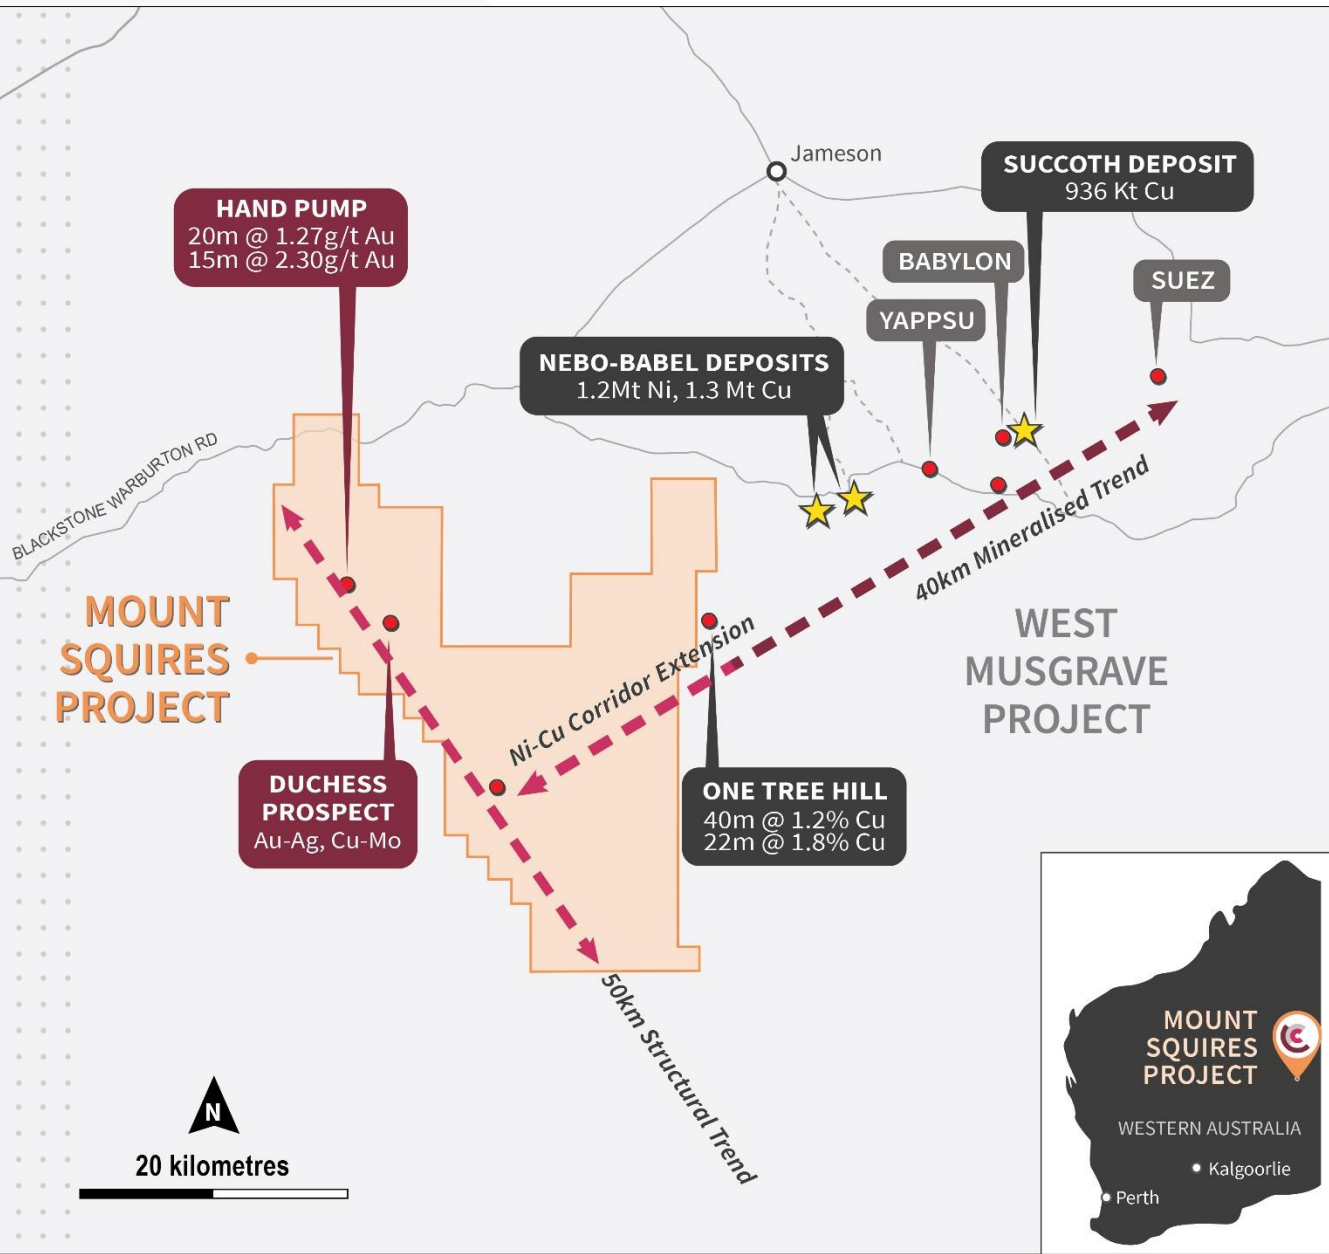 Jameson
SUCCOTH DEPOSIT
936 Kt Cu
HAND PUMP
20m @ 1.27g/t Au
15m @ 2.30g/t Au
BABYLON
SUEZ
YAPPSU
NEBO-BABEL DEPOSITS
1.2Mt Ni, 1.3 Mt Cu
BLACKSTONE WARBURTON RD
40km Mineralised Trend
MOUNT
SQUIRES
PROJECT
WEST
MUSGRAVE
PROJECT
Ni-Cu Corridor Extension
DUCHESS
PROSPECT
Au-Ag, Cu-Mo
ONE TREE HILL
40m @ 1.2% Cu
22m @ 1.8% Cu
50km Structural Trend
N
20 kilometres
MOUNT
SQUIRES
PROJECT
WESTERN AUSTRALIA
Kalgoorlie
Perth